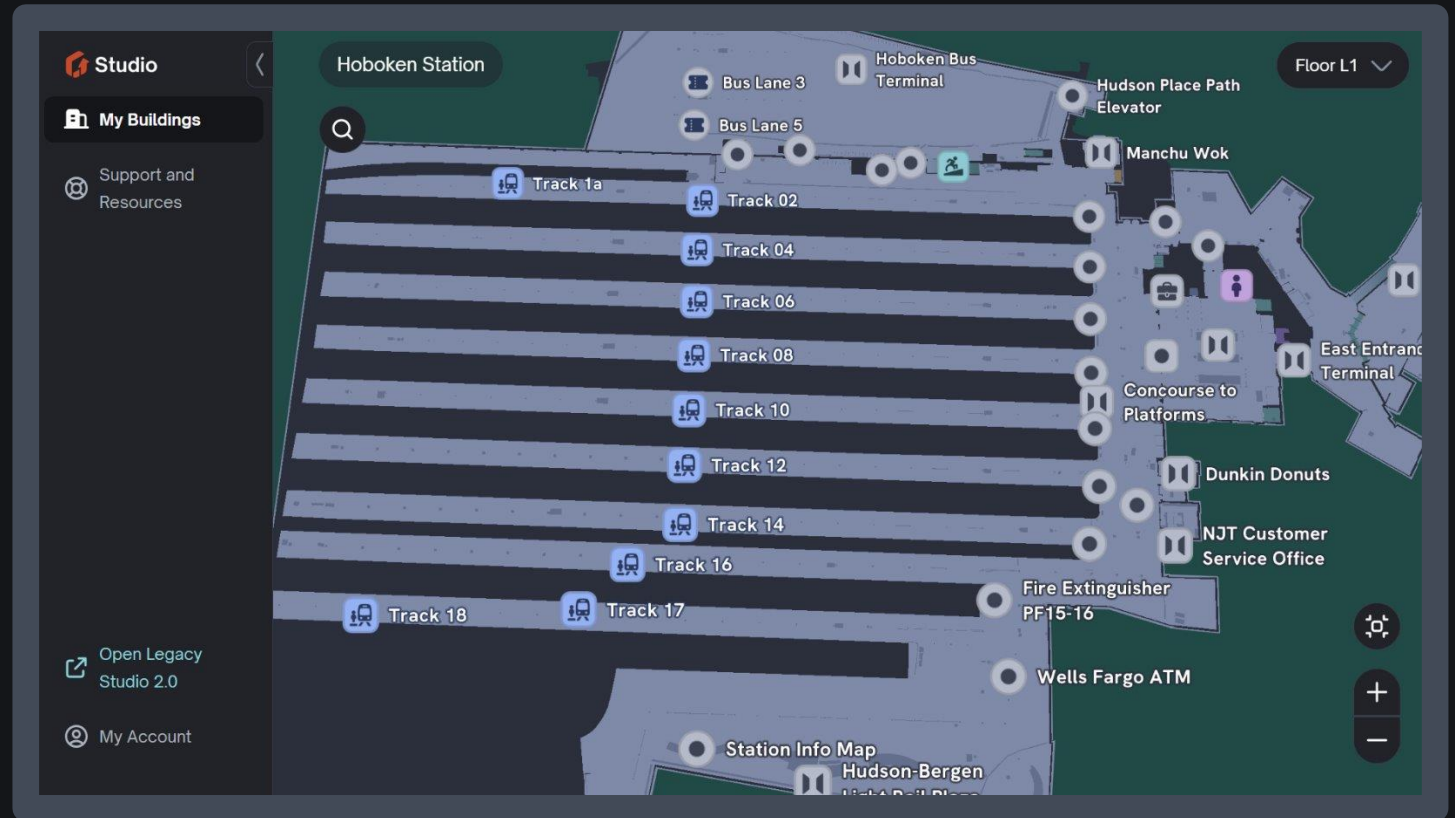 Studio
My Buildings
Support and
Resources
Open Legacy
Studio 2.0
My Account
Hoboken Station
Floor L1
Bus Lane 3
Hoboken Bus
Terminal
Hudson Place Path
Elevator
Bus Lane 5
Manchu Wok
Track 1a
Track 02
Track 04
Track 06
Track 08
Track 10
Track 12
Track 14
Track 16
Track 17
Track 18
East Entranc
Terminal
Concourse to
Platforms
Dunkin Donuts
NJT Customer
Service Office
Fire Extinguisher
PF15-16
Wells Fargo ATM
Station Info Map
Hudson-Bergen
Light Rail Plaza